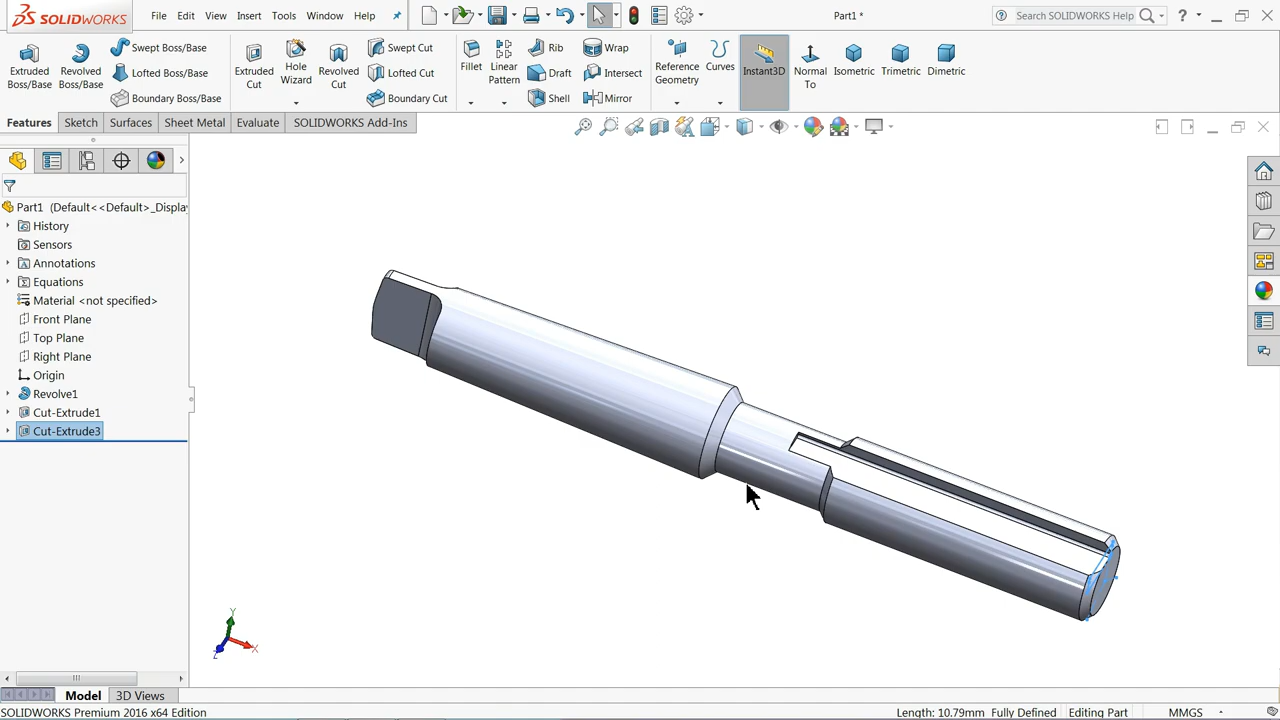 SOLIDWORKS File Edit View Insert Tools Window Help Part1 * Search SOLIDWORKS Help ?
Extruded Boss/Base
Revolved Boss/Base
Swept Boss/Base
Lofted Boss/Base
Boundary Boss/Base
Extruded Cut
Hole Wizard
Revolved Cut
Swept Cut
Lofted Cut
Boundary Cut
Fillet
Linear Pattern
Rib
Draft
Shell
Wrap
Intersect
Mirror
Reference Geometry
Curves
Instant3D
Normal To
Isometric
Trimetric
Dimetric
Features Sketch Surfaces Sheet Metal Evaluate SOLIDWORKS Add-Ins
Part1 (Default<<Default>_Display
History
Sensors
Annotations
Equations
Material <not specified>
Front Plane
Top Plane
Right Plane
Origin
Revolve1
Cut-Extrude1
Cut-Extrude3
Y
X
Z
Model 3D Views
SOLIDWORKS Premium 2016 x64 Edition Length: 10.79mm Fully Defined Editing Part MMGS